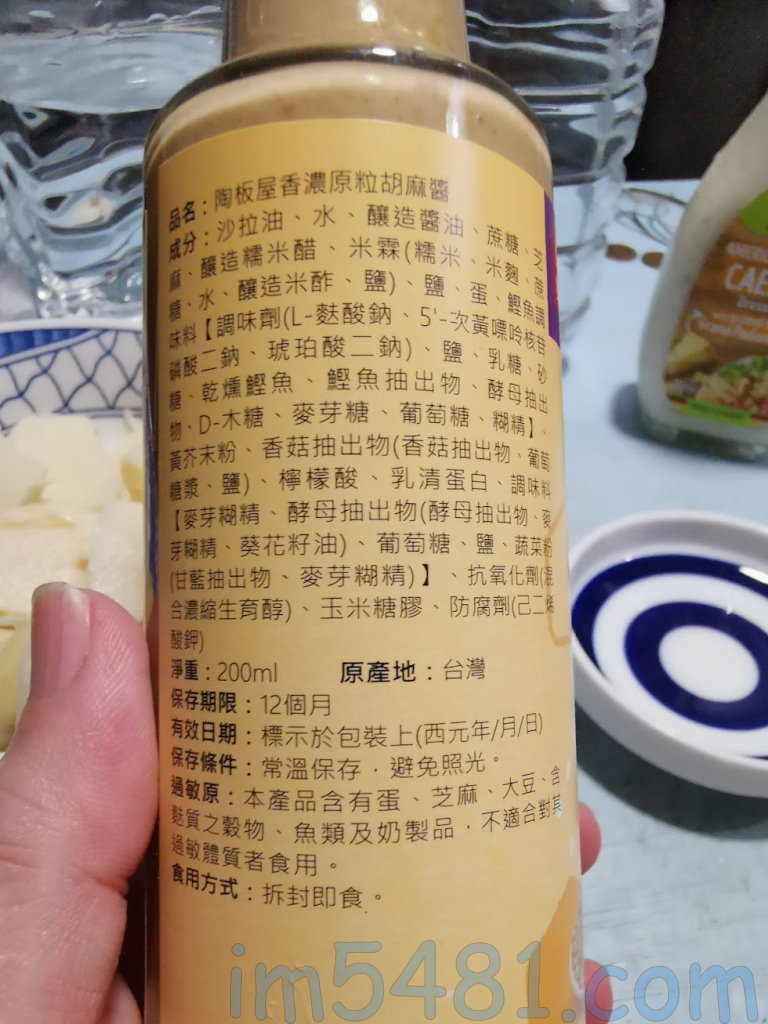 品名：陶板屋香濃原粒胡麻醬
成分：沙拉油、水、釀造醬油、蔗糖、芝
麻、釀造糯米醋、米霖(糯米、米麴、蔗
糖、水、釀造米酢、鹽)、鹽、蛋、鰹魚調
味料【調味劑(L-麩酸鈉、5'-次黃嘌呤核苷
磷酸二鈉、琥珀酸二鈉)、鹽、乳糖、砂
糖、乾燻鰹魚、鰹魚抽出物、酵母抽出
物、D-木糖、麥芽糖、葡萄糖、糊精】、
黃芥末粉、香菇抽出物(香菇抽出物、葡萄
糖漿、鹽)、檸檬酸、乳清蛋白、調味料
【麥芽糊精、酵母抽出物(酵母抽出物、麥
芽糊精、葵花籽油)、葡萄糖、鹽、蔬菜粉
(甘藍抽出物、麥芽糊精)】、抗氧化劑(混
合濃縮生育醇)、玉米糖膠、防腐劑(己二烯
酸鉀)
淨重：200ml 原產地：台灣
保存期限：12個月
有效日期：標示於包裝上(西元年/月/日)
保存條件：常溫保存，避免照光。
過敏原：本產品含有蛋、芝麻、大豆、含
麩質之穀物、魚類及奶製品，不適合對其
過敏體質者食用。
食用方式：拆封即食。
CAE
im5481.com